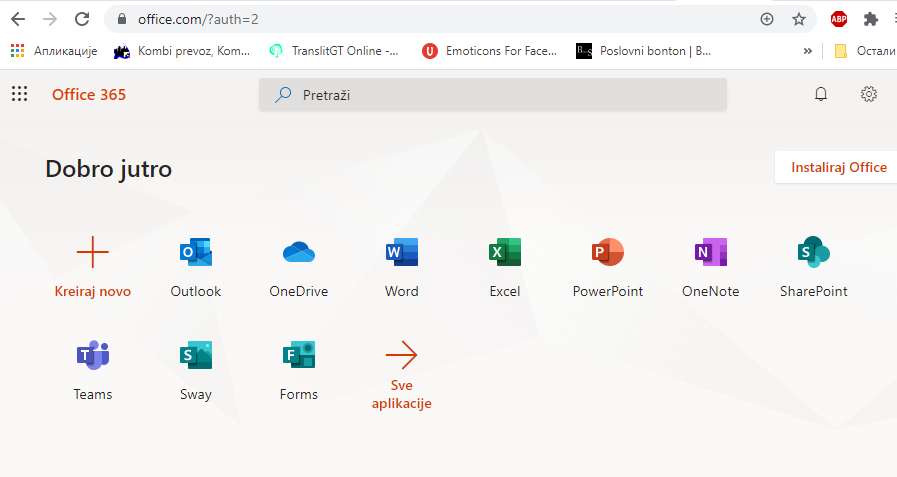 office.com/?auth=2
ABP
Апликације Kombi prevoz, Kom... TranslitGT Online -... Emoticons For Face... Poslovni bonton | B... » Остали
Office 365 Pretraži
Dobro jutro
Instaliraj Office
Kreiraj novo Outlook OneDrive Word Excel PowerPoint OneNote SharePoint
Teams Sway Forms Sve
aplikacije